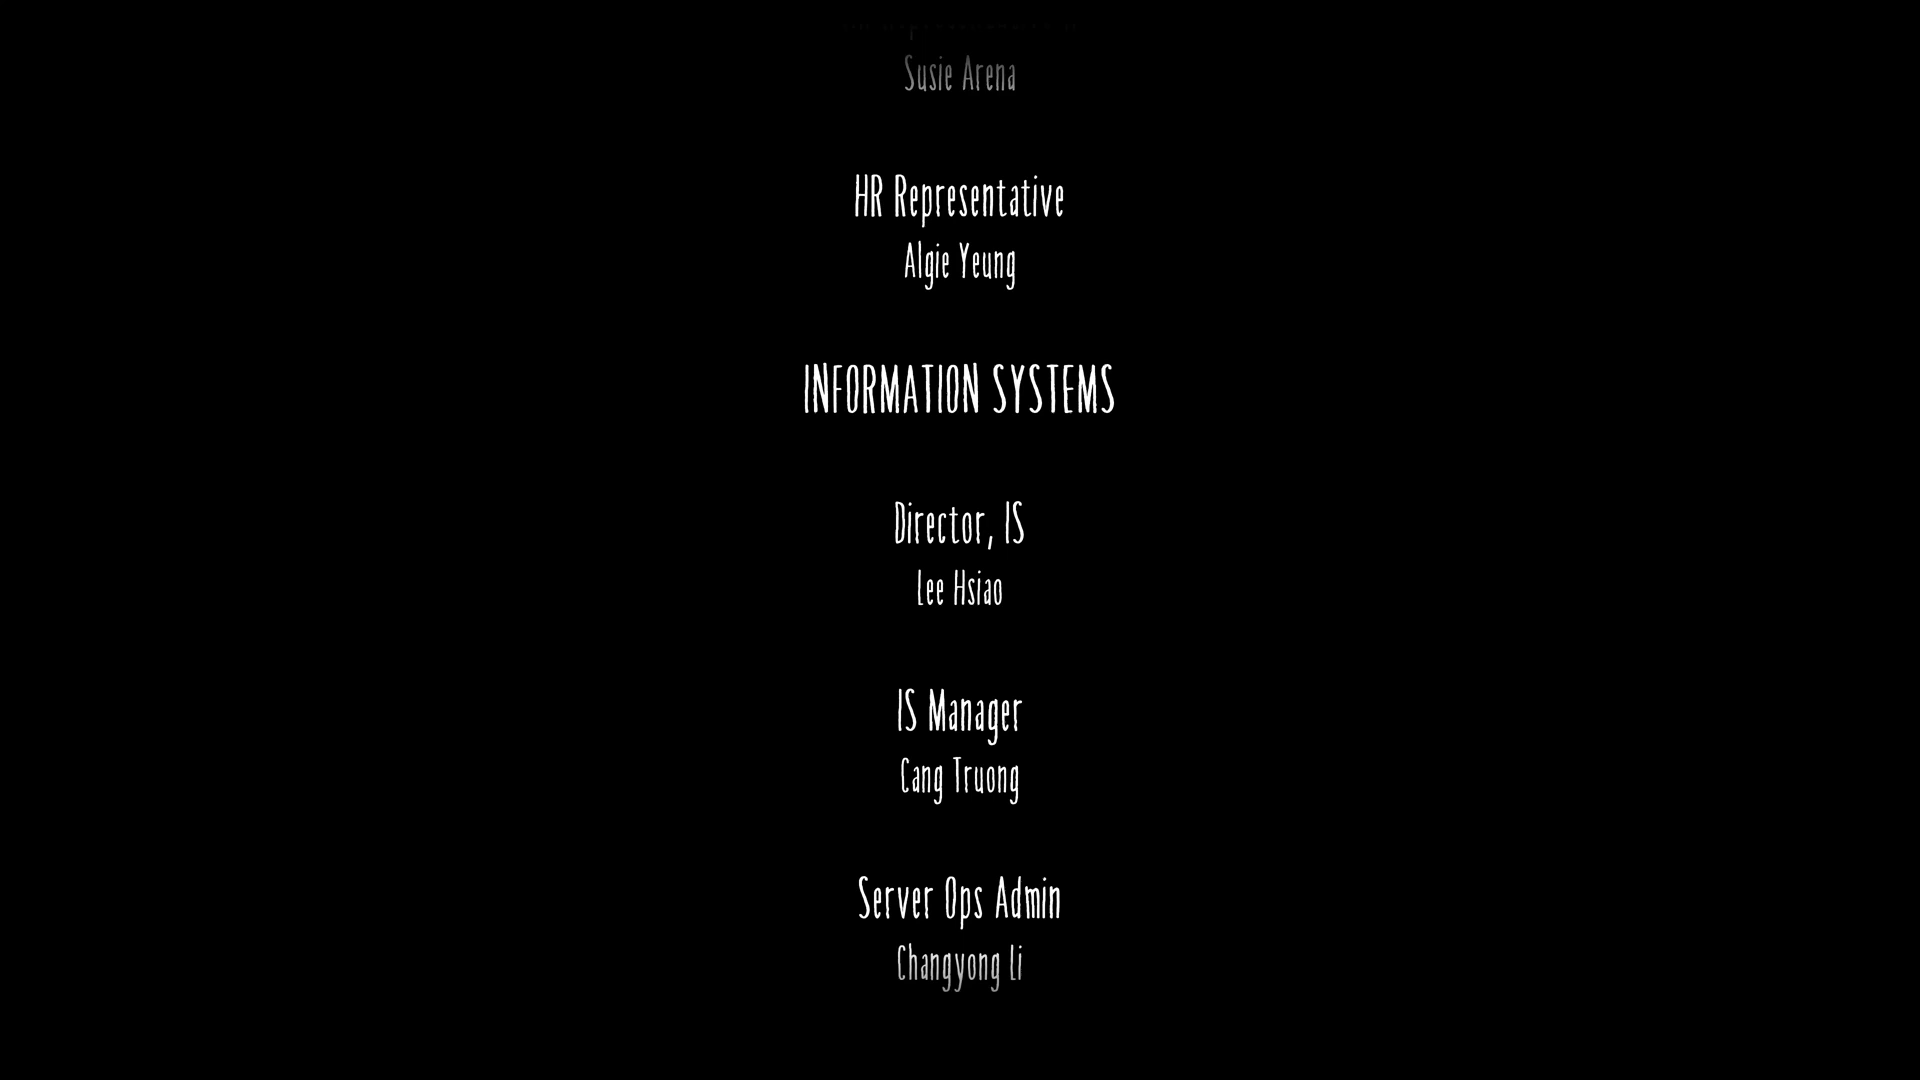 Susie Arena
HR Representative
Algie Yeung
INFORMATION SYSTEMS
Director, IS
Lee Hsiao
IS Manager
Cang Truong
Server Ops Admin
Changyong Li